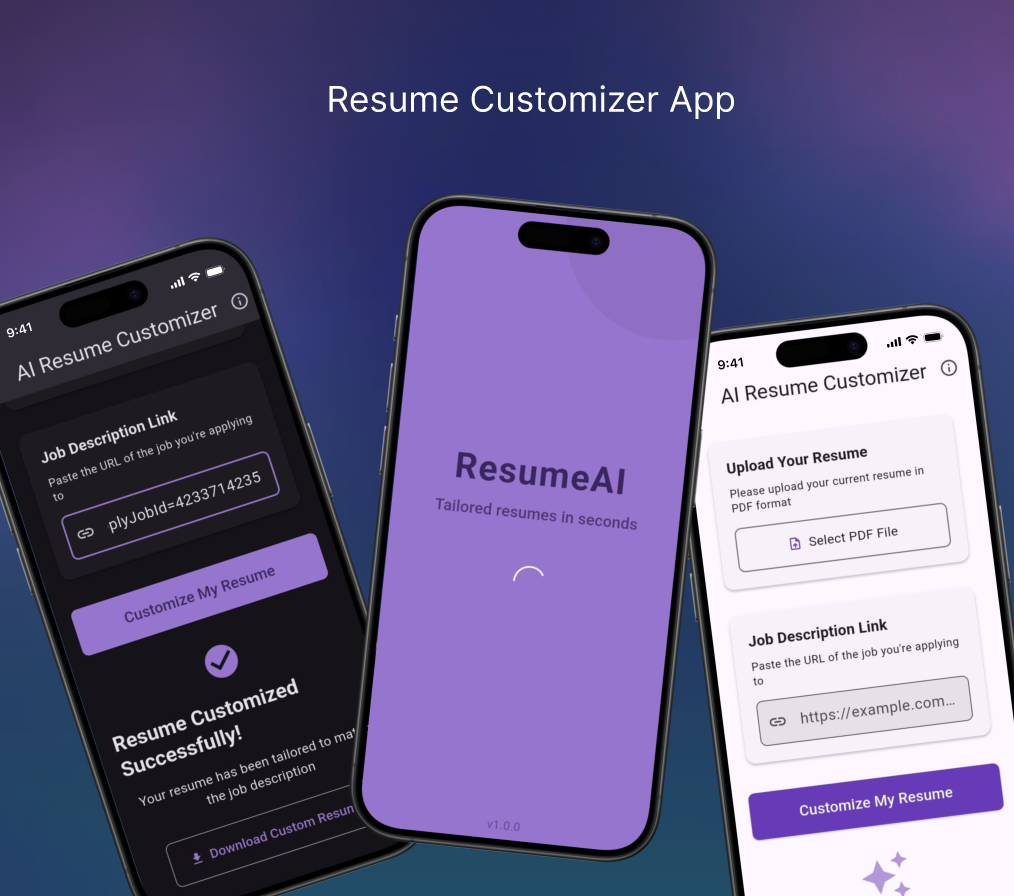 Resume Customizer App
9:41
AI Resume Customizer
Job Description Link
Paste the URL of the job you're applying
to
plyJobId=4233714235
Customize My Resume
Resume Customized
Successfully!
Your resume has been tailored to
the job description
Download Custom
ResumeAI
Tailored resumes in seconds
v1.0.0
9:41
AI Resume Customizer
Upload Your Resume
Please upload your current resume in
PDF format
Select PDF File
Job Description Link
Paste the URL of the job you're applying
to
https://example.com...
Customize My Resume